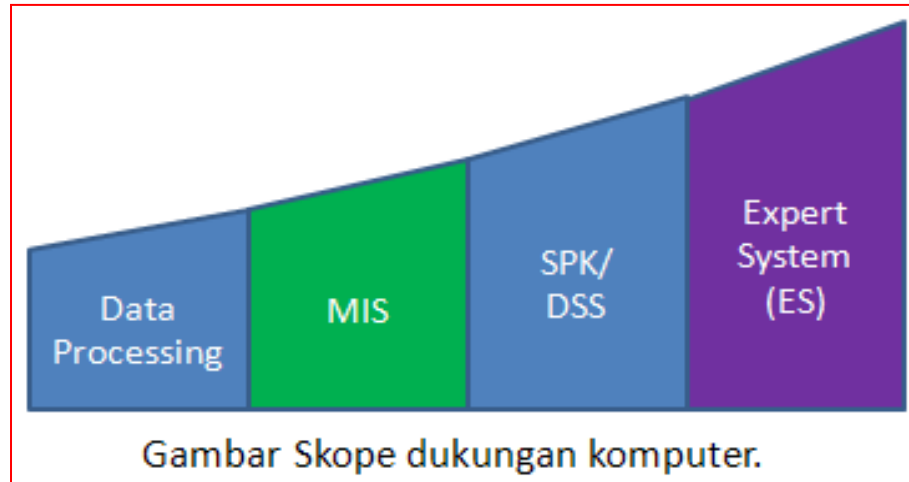 Data
Processing
MIS
SPK/
DSS
Expert
System
(ES)
Gambar Skope dukungan komputer.